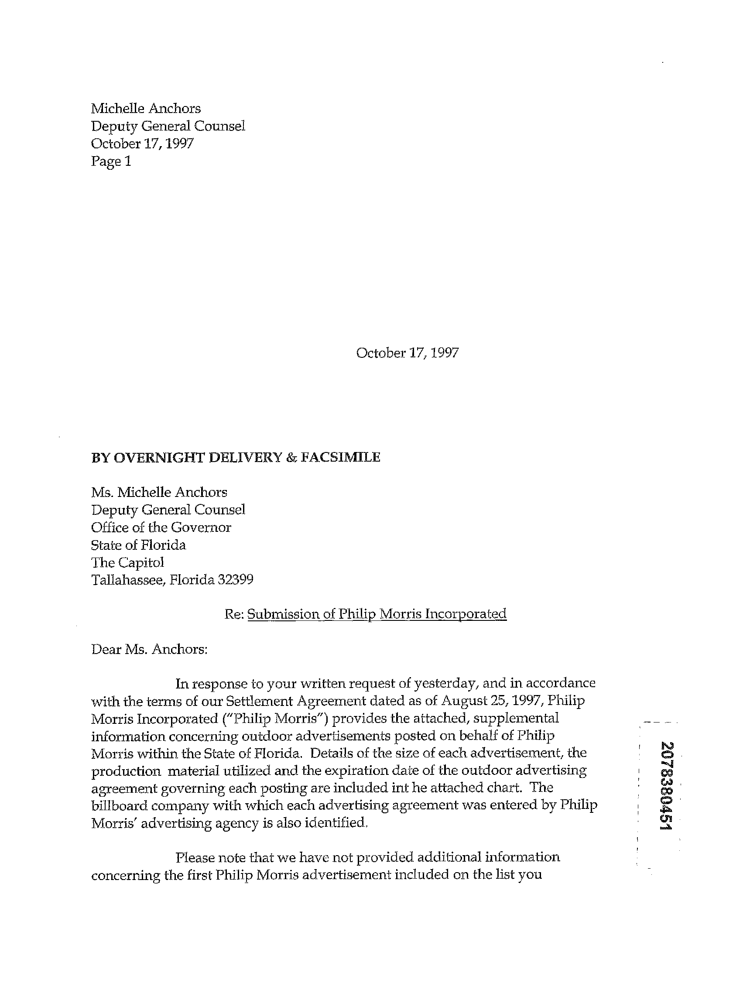 Michelle Anchors
Deputy General Counsel
October 17, 1997
Page 1
October 17, 1997
BY OVERNIGHT DELIVERY & FACSIMILE
Ms. Michelle Anchors
Deputy General Counsel
Office of the Governor
State of Florida
The Capitol
Tallahassee, Florida 32399
Re: Submission of Philip Morris Incorporated
Dear Ms. Anchors:
In response to your written request of yesterday, and in accordance
with the terms of our Settlement Agreement dated as of August 25, 1997, Philip
Morris Incorporated ("Philip Morris") provides the attached, supplemental
information concerning outdoor advertisements posted on behalf of Philip
Morris within the State of Florida. Details of the size of each advertisement, the
production material utilized and the expiration date of the outdoor advertising
agreement governing each posting are included int he attached chart. The
billboard company with which each advertising agreement was entered by Philip
Morris' advertising agency is also identified.
Please note that we have not provided additional information
concerning the first Philip Morris advertisement included on the list you
2078380451